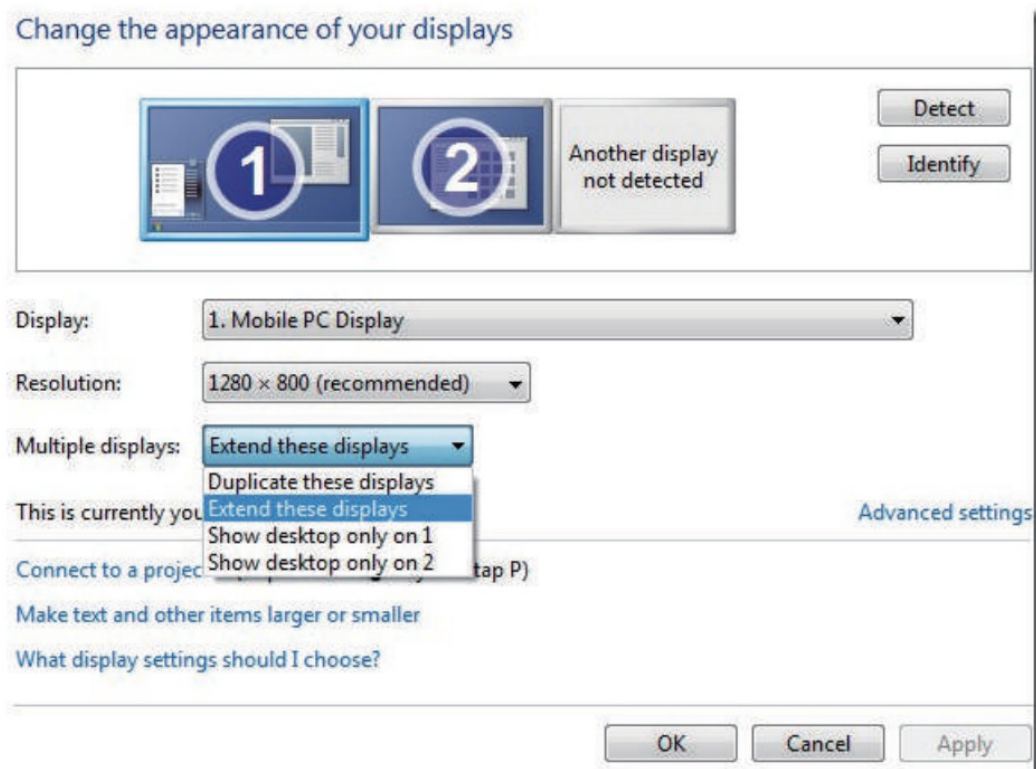 Change the appearance of your displays
1
2
Another display
not detected
Detect
Identify
Display: 1. Mobile PC Display
Resolution: 1280 × 800 (recommended)
Multiple displays: Extend these displays
Duplicate these displays
This is currently Extend these displays Advanced settings
Show desktop only on 1
Connect to a Show desktop only on 2 tap P)
Make text and other items larger or smaller
What display settings should I choose?
OK Cancel Apply